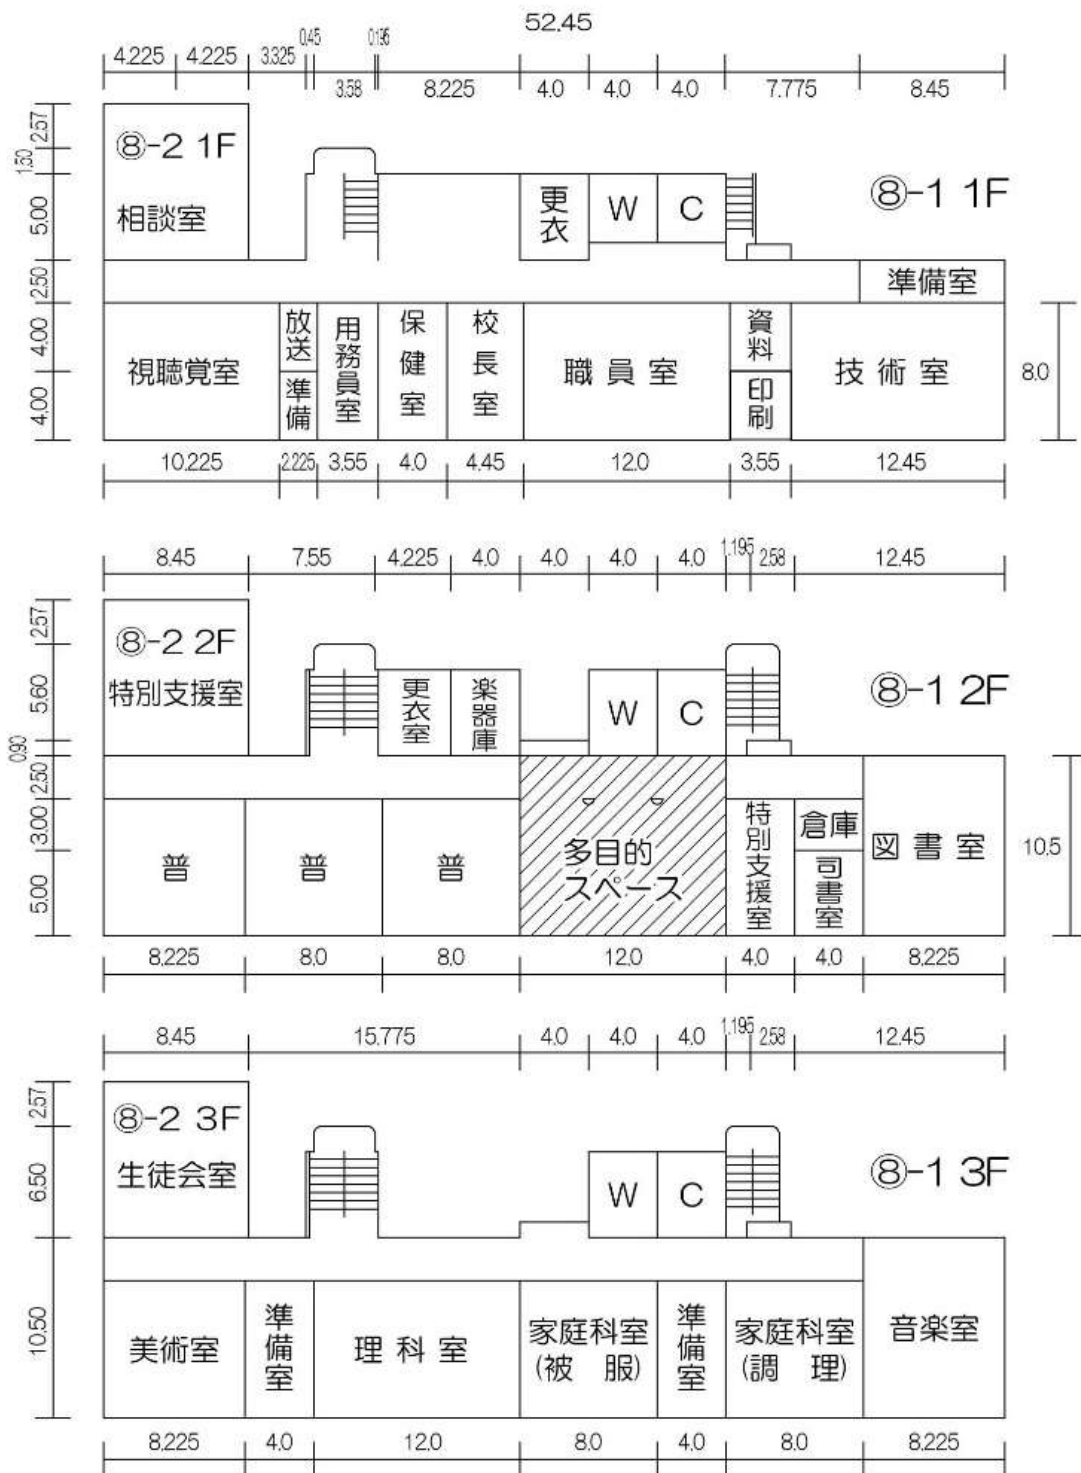 52.45
4.225 4.225 3.325 0.45 3.58 0.195 8.225 4.0 4.0 4.0 7.775 8.45
2.57
1.50
5.00
2.50
4.00
4.00
⑧-2 1F
相談室
更衣
W
C
⑧-1 1F
準備室
視聴覚室
放送
準備
用務員室
保健室
校長室
職員室
資料
印刷
技術室
8.0
10.225 2.225 3.55 4.0 4.45 12.0 3.55 12.45
8.45 7.55 4.225 4.0 4.0 4.0 4.0 1.195 2.58 12.45
2.57
5.60
0.90
2.50
3.00
5.00
⑧-2 2F
特別支援室
更衣室
楽器庫
W
C
⑧-1 2F
普
普
普
多目的
スペース
特別支援室
倉庫
司書室
図書室
10.5
8.225 8.0 8.0 12.0 4.0 4.0 8.225
8.45 15.775 4.0 4.0 4.0 1.195 2.58 12.45
2.57
6.50
10.50
⑧-2 3F
生徒会室
W
C
⑧-1 3F
美術室
準備室
理科室
家庭科室
(被 服)
準備室
家庭科室
(調 理)
音楽室
8.225 4.0 12.0 8.0 4.0 8.0 8.225